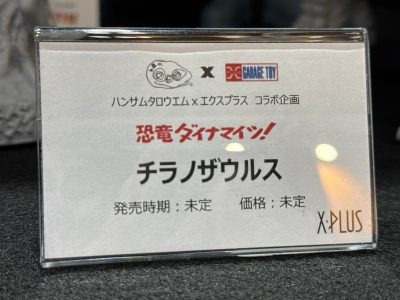 X GARAGE TOY
ハンサムタロウエム x エクスプラス コラボ企画
恐竜ダイナマイツ!
チラノザウルス
発売時期:未定 価格:未定
X·PLUS